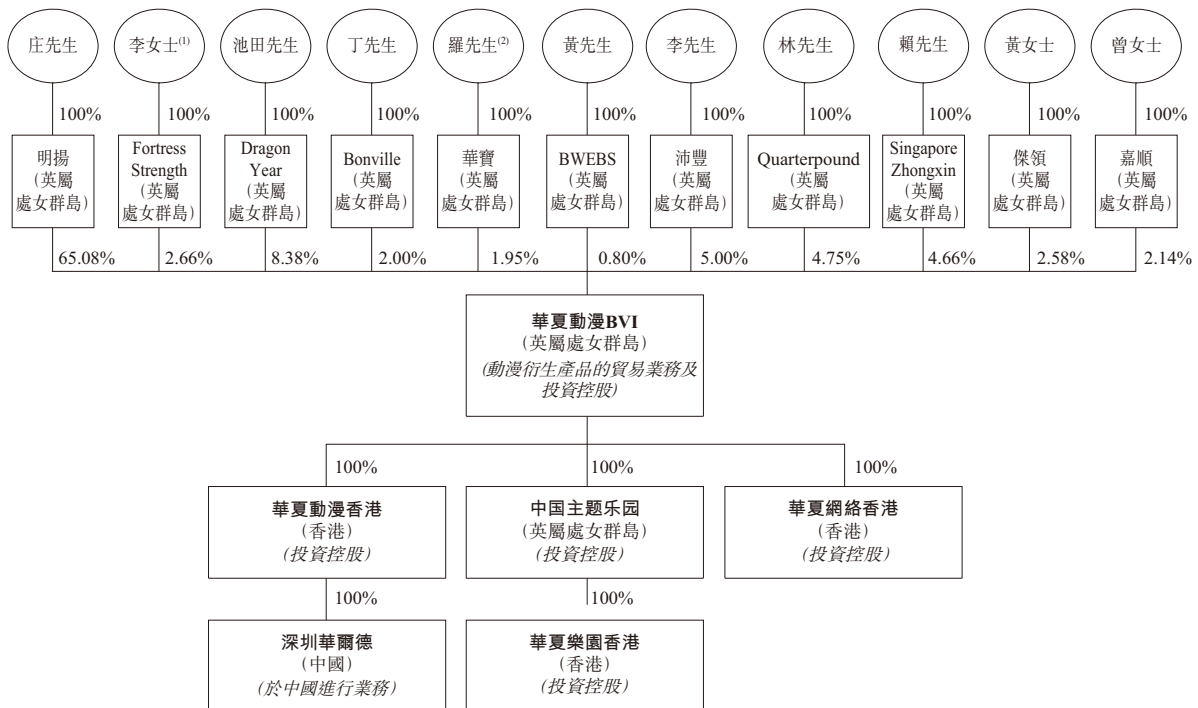 庄先生 李女士(1) 池田先生 丁先生 羅先生(2) 黃先生 李先生 林先生 賴先生 黃女士 曾女士
100% 100% 100% 100% 100% 100% 100% 100% 100% 100% 100%
明揚
(英屬
處女群島)
Fortress
Strength
(英屬
處女群島)
Dragon
Year
(英屬
處女群島)
Bonville
(英屬
處女群島)
華寶
(英屬
處女群島)
BWEBS
(英屬
處女群島)
沛豐
(英屬
處女群島)
Quarterpound
(英屬
處女群島)
Singapore
Zhongxin
(英屬
處女群島)
傑領
(英屬
處女群島)
嘉順
(英屬
處女群島)
65.08% 2.66% 8.38% 2.00% 1.95% 0.80% 5.00% 4.75% 4.66% 2.58% 2.14%
華夏動漫BVI
(英屬處女群島)
(動漫衍生產品的貿易業務及
投資控股)
100% 100% 100%
華夏動漫香港
(香港)
(投資控股)
中国主题乐园
(英屬處女群島)
(投資控股)
華夏網絡香港
(香港)
(投資控股)
100% 100%
深圳華爾德
(中國)
(於中國進行業務)
華夏樂園香港
(香港)
(投資控股)